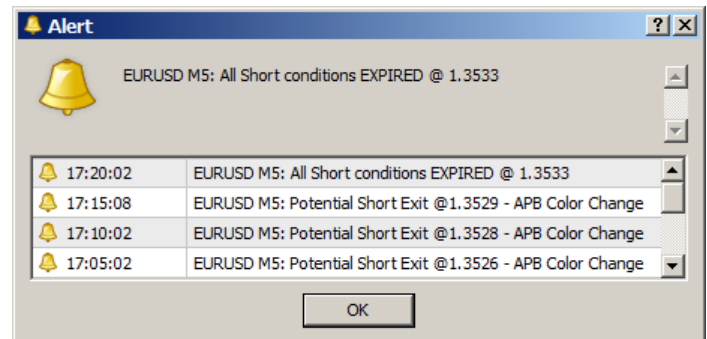 Alert
EURUSD M5: All Short conditions EXPIRED @ 1.3533
17:20:02 EURUSD M5: All Short conditions EXPIRED @ 1.3533
17:15:08 EURUSD M5: Potential Short Exit @1.3529 - APB Color Change
17:10:02 EURUSD M5: Potential Short Exit @1.3528 - APB Color Change
17:05:02 EURUSD M5: Potential Short Exit @1.3526 - APB Color Change
OK